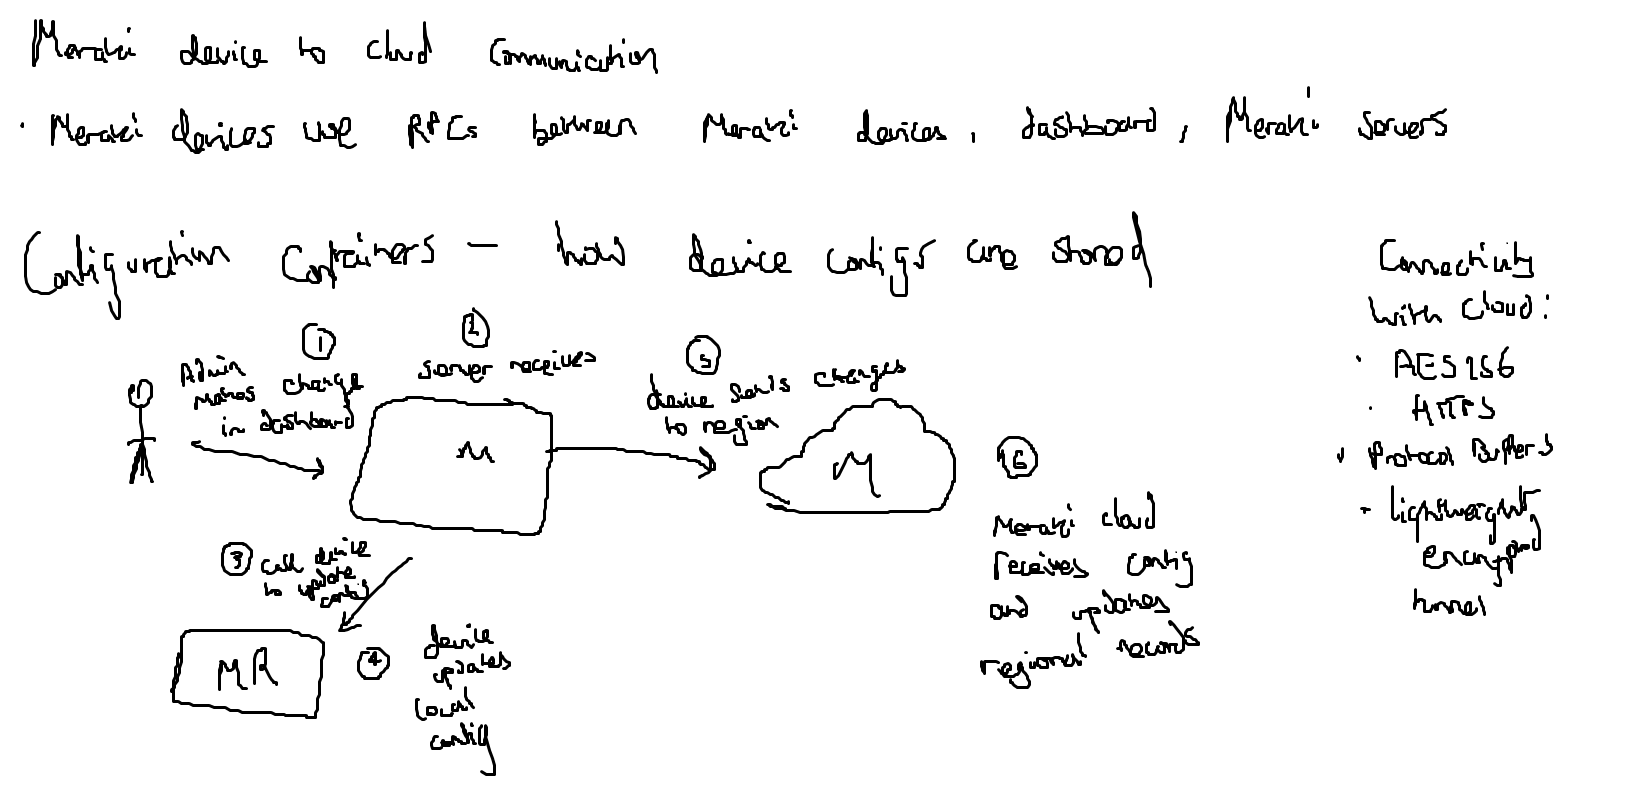 Meraki device to cloud communication
· Meraki devices use RPCs between Meraki devices, dashboard, Meraki servers
Configuration Containers - how device configs are stored
1
Admin
makes change
in dashboard
2
server receives
M
3
call device
to update
config
MR
4
device
updates
local
config
5
device sends changes
to region
M
6
Meraki cloud
receives config
and updates
regional records
Connectivity
with cloud:
· AES256
· HTTPS
· Protocol Buffers
- lightweight
encrypted
tunnel